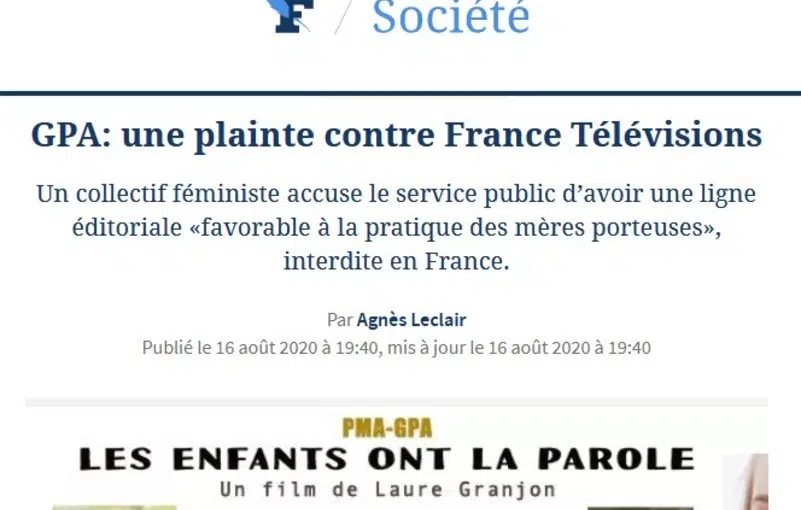 F / Société
GPA: une plainte contre France Télévisions
Un collectif féministe accuse le service public d’avoir une ligne
éditoriale «favorable à la pratique des mères porteuses»,
interdite en France.
Par Agnès Leclair
Publié le 16 août 2020 à 19:40, mis à jour le 16 août 2020 à 19:40
PMA-GPA
LES ENFANTS ONT LA PAROLE
Un film de Laure Granjon